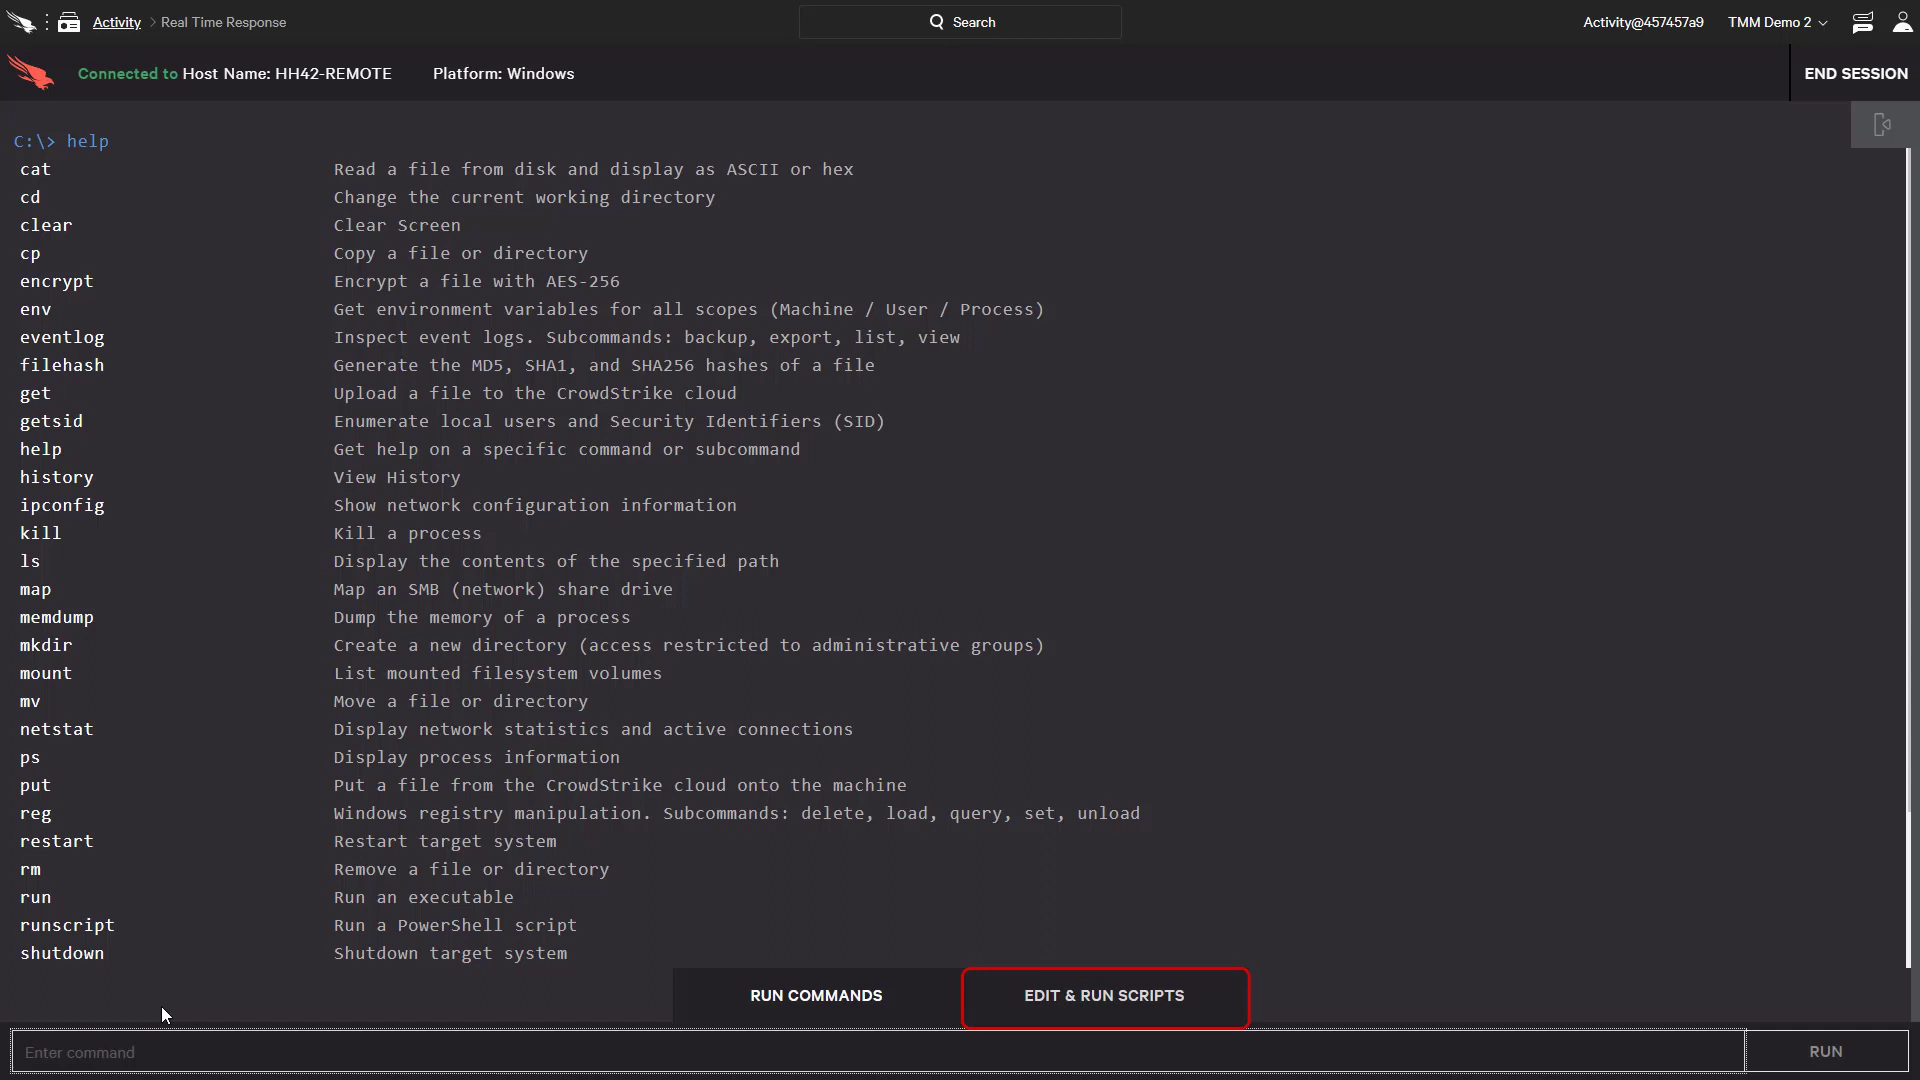 Activity > Real Time Response
Search
Activity@457457a9
TMM Demo 2
Connected to Host Name: HH42-REMOTE
Platform: Windows
END SESSION
C:\> help
cat Read a file from disk and display as ASCII or hex
cd Change the current working directory
clear Clear Screen
cp Copy a file or directory
encrypt Encrypt a file with AES-256
env Get environment variables for all scopes (Machine / User / Process)
eventlog Inspect event logs. Subcommands: backup, export, list, view
filehash Generate the MD5, SHA1, and SHA256 hashes of a file
get Upload a file to the CrowdStrike cloud
getsid Enumerate local users and Security Identifiers (SID)
help Get help on a specific command or subcommand
history View History
ipconfig Show network configuration information
kill Kill a process
ls Display the contents of the specified path
map Map an SMB (network) share drive
memdump Dump the memory of a process
mkdir Create a new directory (access restricted to administrative groups)
mount List mounted filesystem volumes
mv Move a file or directory
netstat Display network statistics and active connections
ps Display process information
put Put a file from the CrowdStrike cloud onto the machine
reg Windows registry manipulation. Subcommands: delete, load, query, set, unload
restart Restart target system
rm Remove a file or directory
run Run an executable
runscript Run a PowerShell script
shutdown Shutdown target system
RUN COMMANDS
EDIT & RUN SCRIPTS
Enter command
RUN